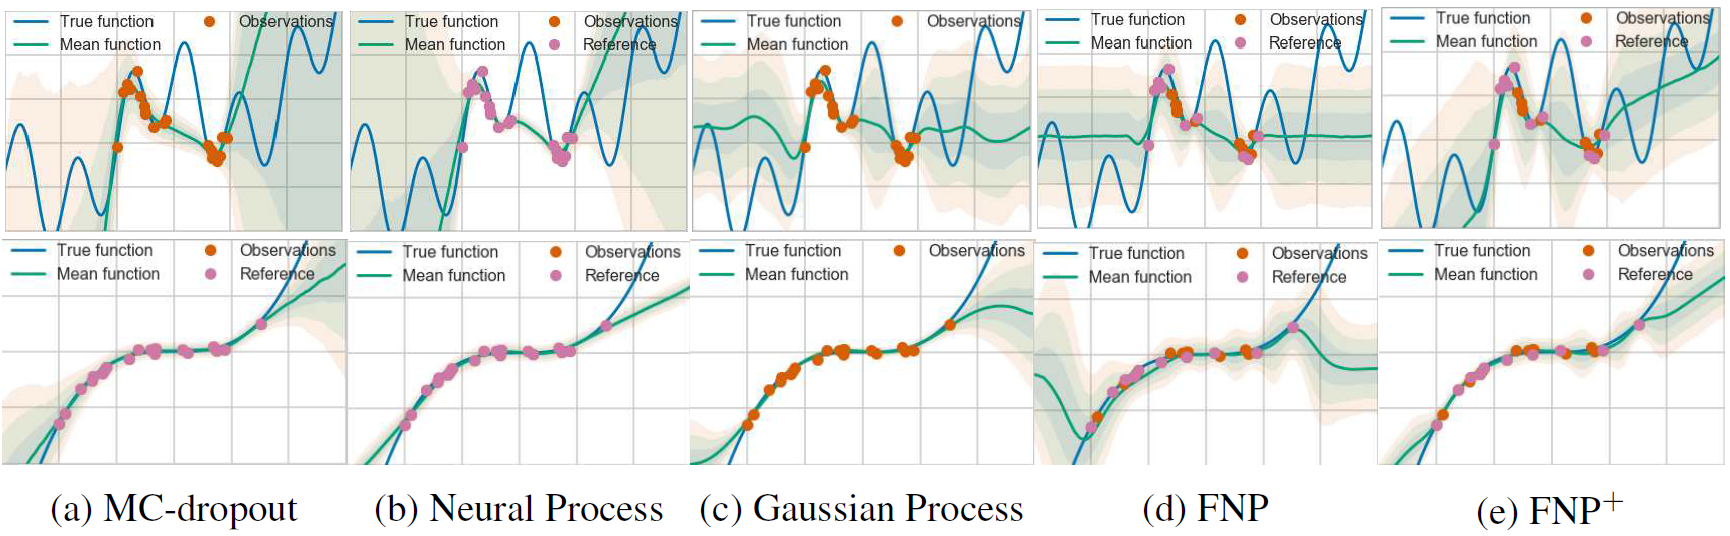 True function Observations
Mean function
True function Observations
Mean function Reference
True function Observations
Mean function
True function Observations
Mean function Reference
True function Observations
Mean function Reference
True function Observations
Mean function Reference
True function Observations
Mean function Reference
True function Observations
Mean function
True function Observations
Mean function Reference
True function Observations
Mean function Reference
(a) MC-dropout
(b) Neural Process
(c) Gaussian Process
(d) FNP
(e) FNP+